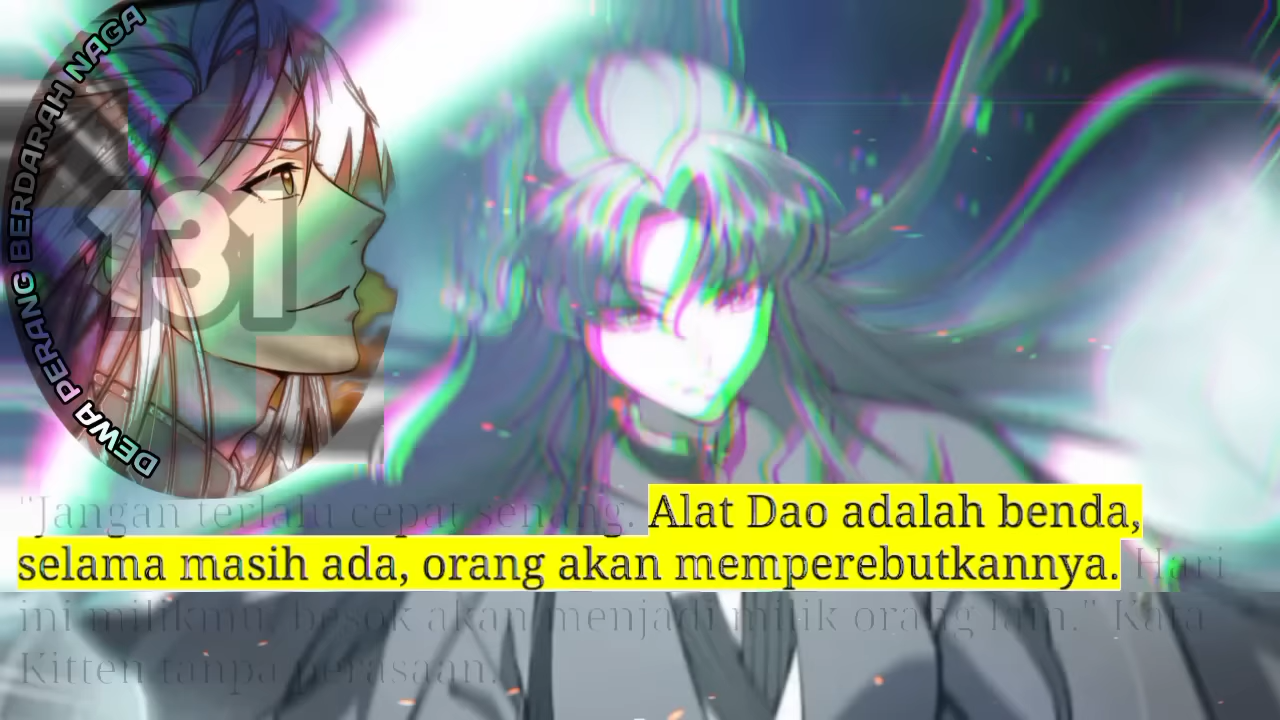 DEWA PERANG BERDARAH NAGA
131
"Jangan terlalu cepat senang. Alat Dao adalah benda,
selama masih ada, orang akan memperebutkannya. Hari
ini milikmu, besok akan menjadi milik orang lain." Kata
Kitten tanpa perasaan.